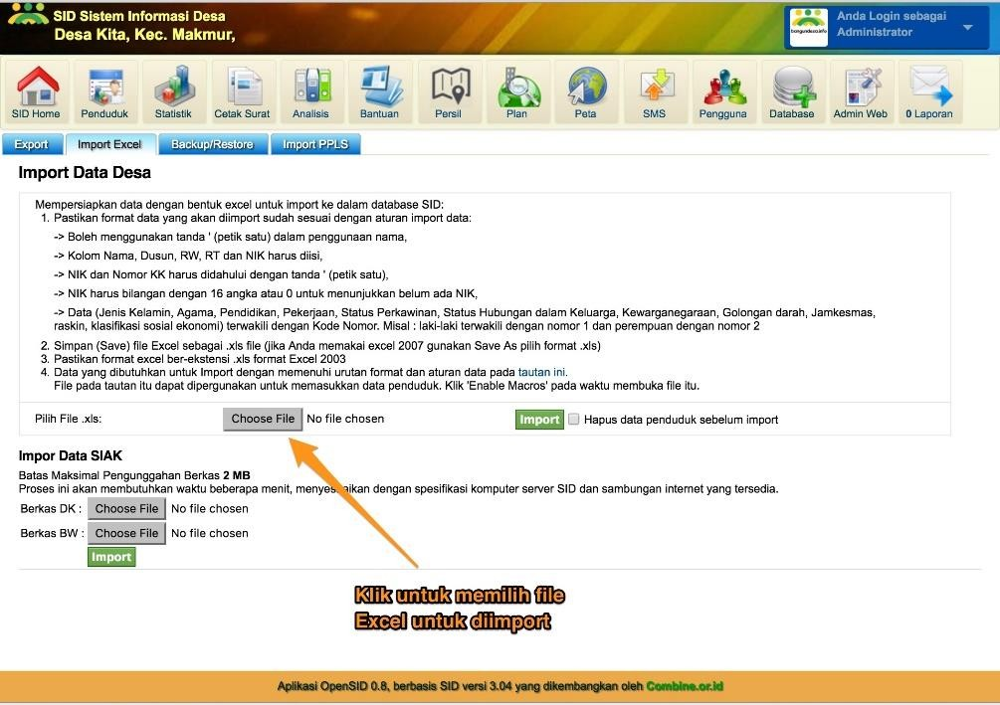 SID Sistem Informasi Desa
Desa Kita, Kec. Makmur,
bangundesa.info
Anda Login sebagai
Administrator
SID Home
Penduduk
Statistik
Cetak Surat
Analisis
Bantuan
Persil
Plan
Peta
SMS
Pengguna
Database
Admin Web
0 Laporan
Export
Import Excel
Backup/Restore
Import PPLS
Import Data Desa
Mempersiapkan data dengan bentuk excel untuk import ke dalam database SID:
1. Pastikan format data yang akan diimport sudah sesuai dengan aturan import data:
-> Boleh menggunakan tanda ' (petik satu) dalam penggunaan nama,
-> Kolom Nama, Dusun, RW, RT dan NIK harus diisi,
-> NIK dan Nomor KK harus didahului dengan tanda ' (petik satu),
-> NIK harus bilangan dengan 16 angka atau 0 untuk menunjukkan belum ada NIK,
-> Data (Jenis Kelamin, Agama, Pendidikan, Pekerjaan, Status Perkawinan, Status Hubungan dalam Keluarga, Kewarganegaraan, Golongan darah, Jamkesmas,
raskin, klasifikasi sosial ekonomi) terwakili dengan Kode Nomor. Misal : laki-laki terwakili dengan nomor 1 dan perempuan dengan nomor 2
2. Simpan (Save) file Excel sebagai .xls file (jika Anda memakai excel 2007 gunakan Save As pilih format .xls)
3. Pastikan format excel ber-ekstensi .xls format Excel 2003
4. Data yang dibutuhkan untuk Import dengan memenuhi urutan format dan aturan data pada tautan ini.
File pada tautan itu dapat dipergunakan untuk memasukkan data penduduk. Klik 'Enable Macros' pada waktu membuka file itu.
Pilih File .xls: Choose File No file chosen Import Hapus data penduduk sebelum import
Impor Data SIAK
Batas Maksimal Pengunggahan Berkas 2 MB
Proses ini akan membutuhkan waktu beberapa menit, menyesuaikan dengan spesifikasi komputer server SID dan sambungan internet yang tersedia.
Berkas DK : Choose File No file chosen
Berkas BW : Choose File No file chosen
Import
Klik untuk memilih file
Excel untuk diimport
Aplikasi OpenSID 0.8, berbasis SID versi 3.04 yang dikembangkan oleh Combine.or.id